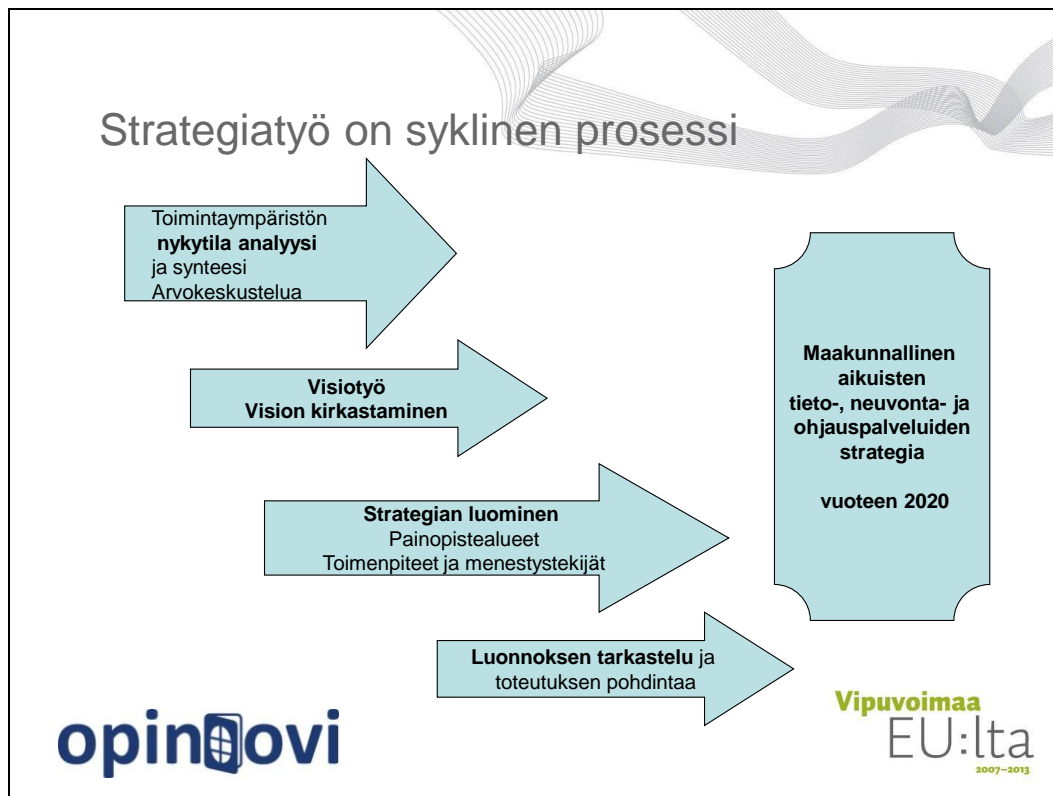 Strategiatyö on syklinen prosessi
Toimintaympäristön
nykytila analyysi
ja synteesi
Arvokeskustelua
Visiotyö
Vision kirkastaminen
Strategian luominen
Painopistealueet
Toimenpiteet ja menestystekijät
Luonnoksen tarkastelu ja
toteutuksen pohdintaa
Maakunnallinen
aikuisten
tieto-, neuvonta- ja
ohjauspalveluiden
strategia
vuoteen 2020
opinovi
Vipuvoimaa
EU:lta
2007–2013